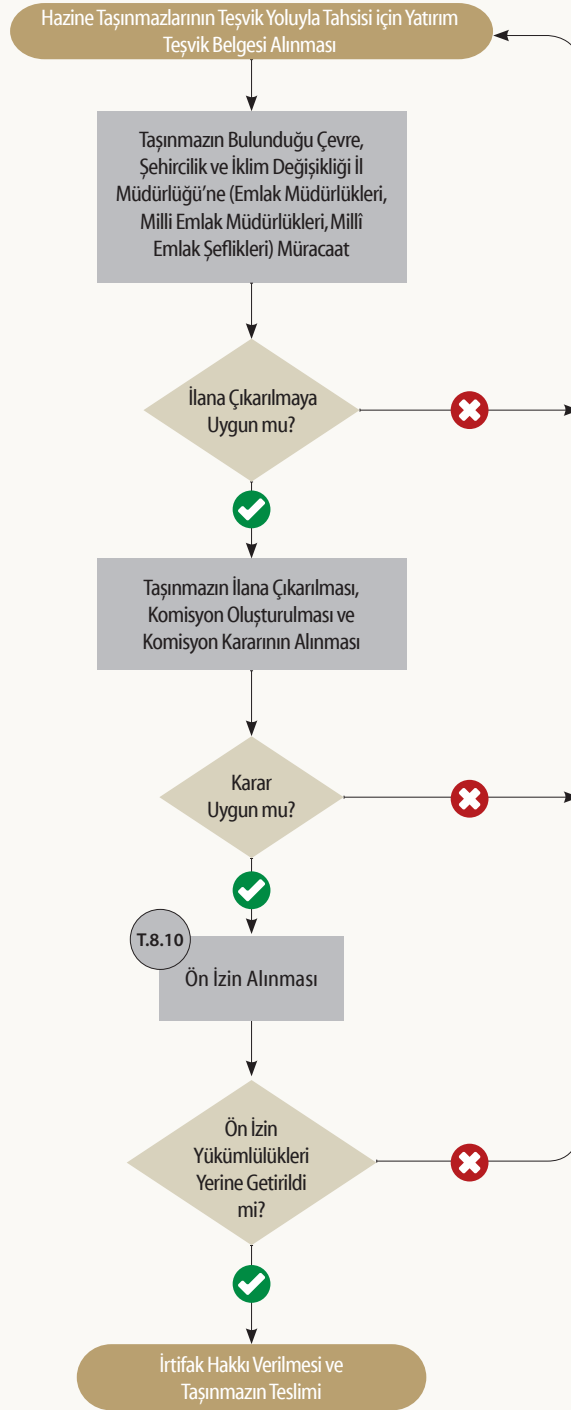 Hazine Taşınmazlarının Teşvik Yoluyla Tahsisi için Yatırım
Teşvik Belgesi Alınması
Taşınmazın Bulunduğu Çevre,
Şehircilik ve İklim Değişikliği İl
Müdürlüğü’ne (Emlak Müdürlükleri,
Milli Emlak Müdürlükleri, Millî
Emlak Şeflikleri) Müracaat
İlana Çıkarılmaya
Uygun mu?
Taşınmazın İlana Çıkarılması,
Komisyon Oluşturulması ve
Komisyon Kararının Alınması
Karar
Uygun mu?
T.8.10
Ön İzin Alınması
Ön İzin
Yükümlülükleri
Yerine Getirildi
mi?
İrtifak Hakkı Verilmesi ve
Taşınmazın Teslimi